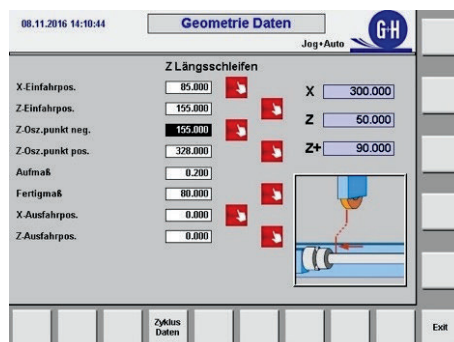 08.11.2016 14:10:44
Geometrie Daten
Jog+Auto
GH
Z Längsschleifen
X-Einfahrpos. 85.000
Z-Einfahrpos. 155.000
Z-Osz.punkt neg. 155.000
Z-Osz.punkt pos. 328.000
Aufmaß 0.200
Fertigmaß 80.000
X-Ausfahrpos. 0.000
Z-Ausfahrpos. 0.000
X 300.000
Z 50.000
Z+ 90.000
Zyklus
Daten
Exit